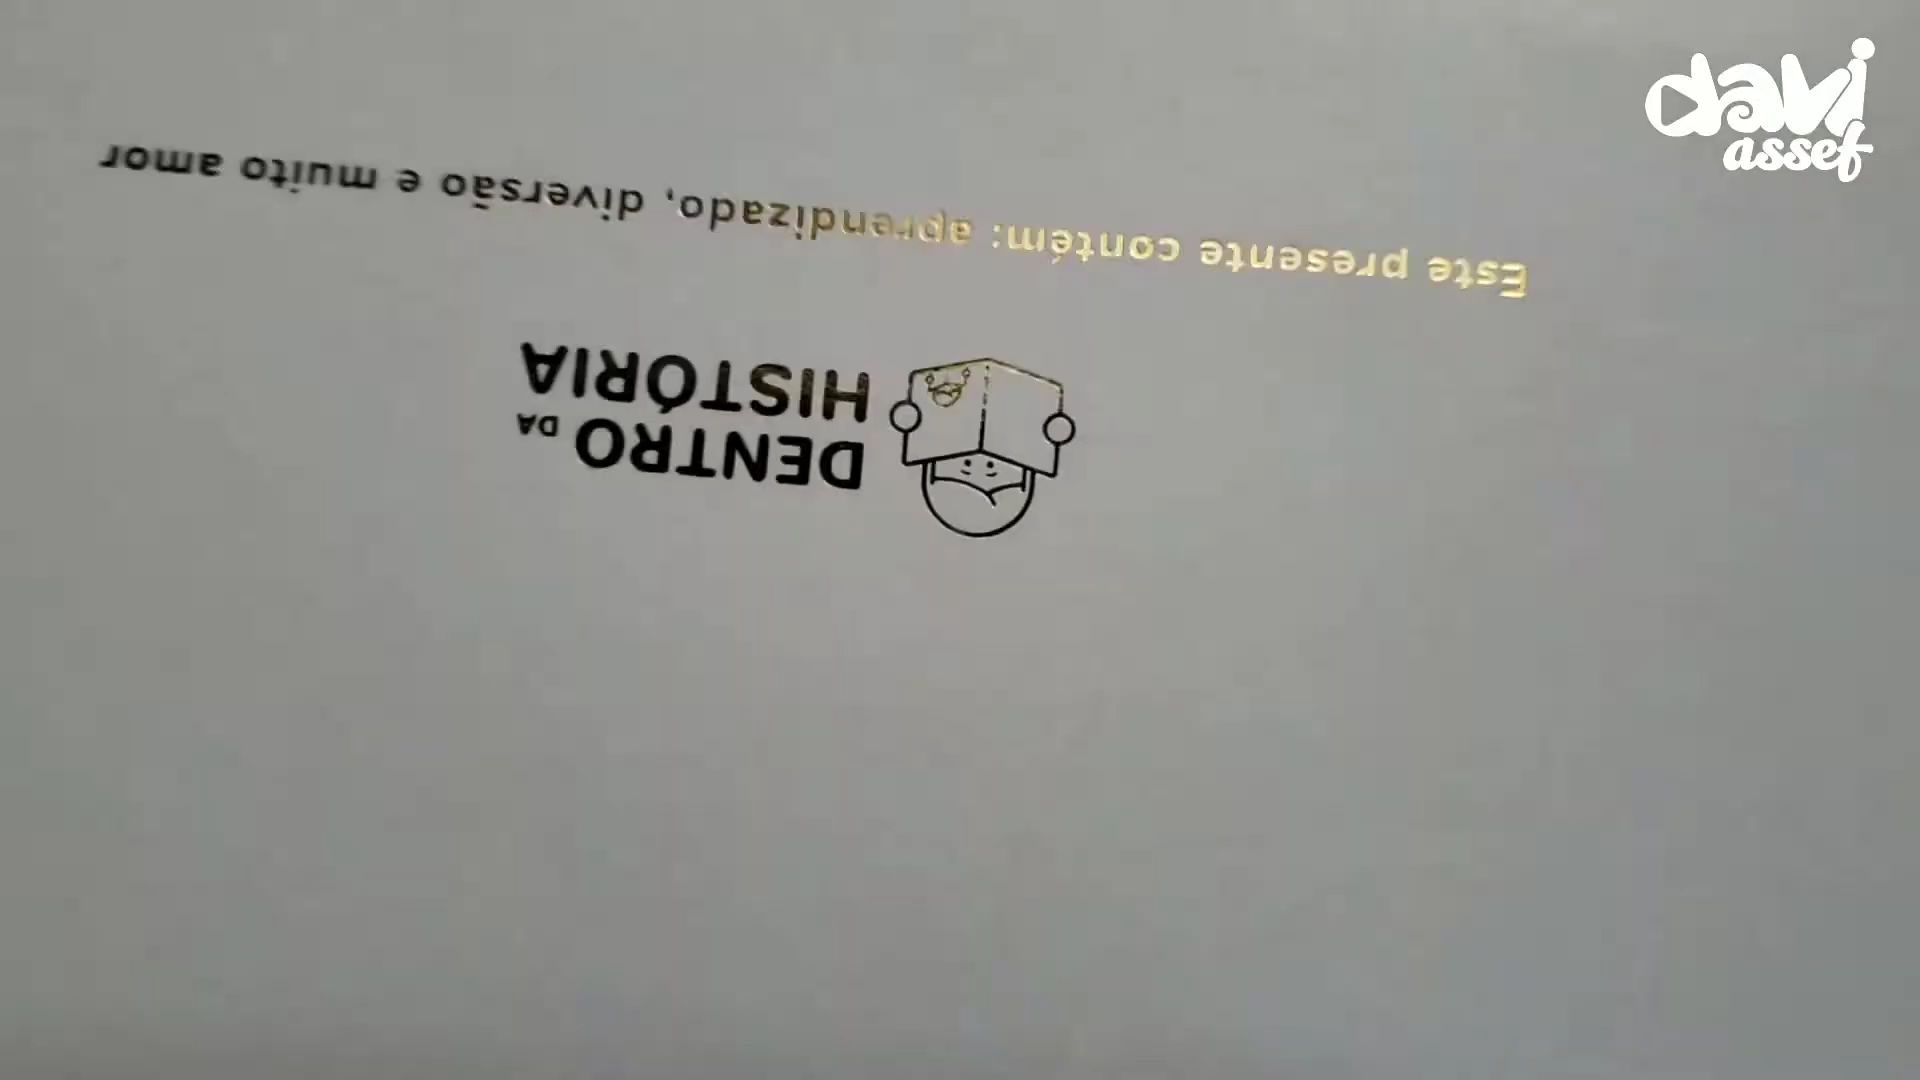 davi
assef
DENTRO DA
HISTÓRIA
Este presente contém: aprendizado, diversão e muito amor